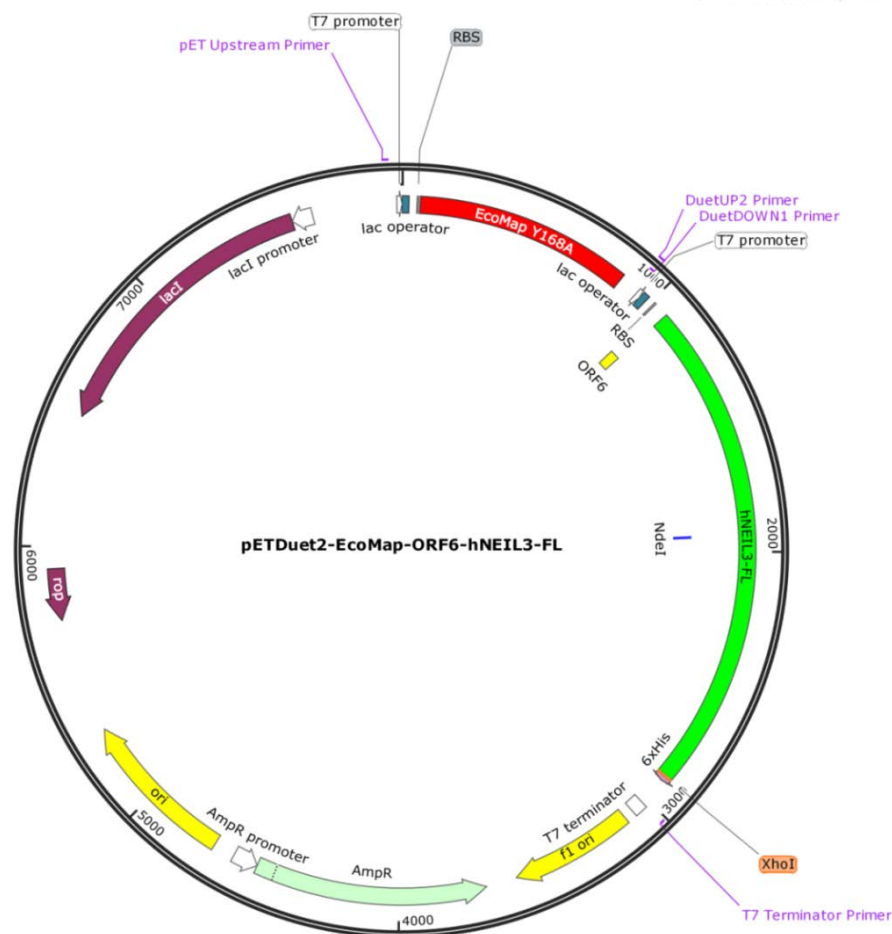 T7 promoter
pET Upstream Primer
RBS
lac operator
EcoMap Y168A
DuetUP2 Primer
DuetDOWN1 Primer
T7 promoter
1000
lac operator
RBS
ORF6
lacI promoter
lacI
7000
hNEIL3-FL
2000
NdeI
pETDuet2-EcoMap-ORF6-hNEIL3-FL
6000
rop
6xHis
3000
XhoI
T7 Terminator Primer
T7 terminator
f1 ori
AmpR
AmpR promoter
4000
ori
5000